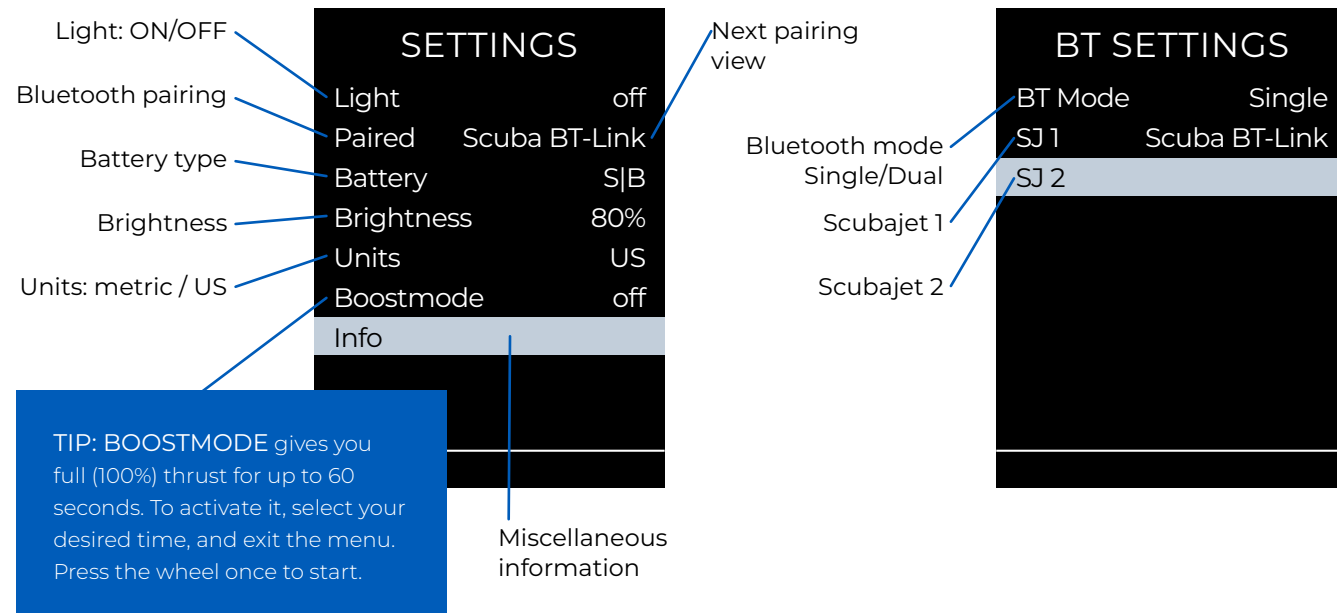 Light: ON/OFF
Bluetooth pairing
Battery type
Brightness
Units: metric / US
SETTINGS
Light off
Paired Scuba BT-Link
Battery S|B
Brightness 80%
Units US
Boostmode off
Info
TIP: BOOSTMODE gives you
full (100%) thrust for up to 60
seconds. To activate it, select your
desired time, and exit the menu.
Press the wheel once to start.
Miscellaneous
information
Next pairing
view
Bluetooth mode
Single/Dual
Scubajet 1
Scubajet 2
BT SETTINGS
BT Mode Single
SJ 1 Scuba BT-Link
SJ 2